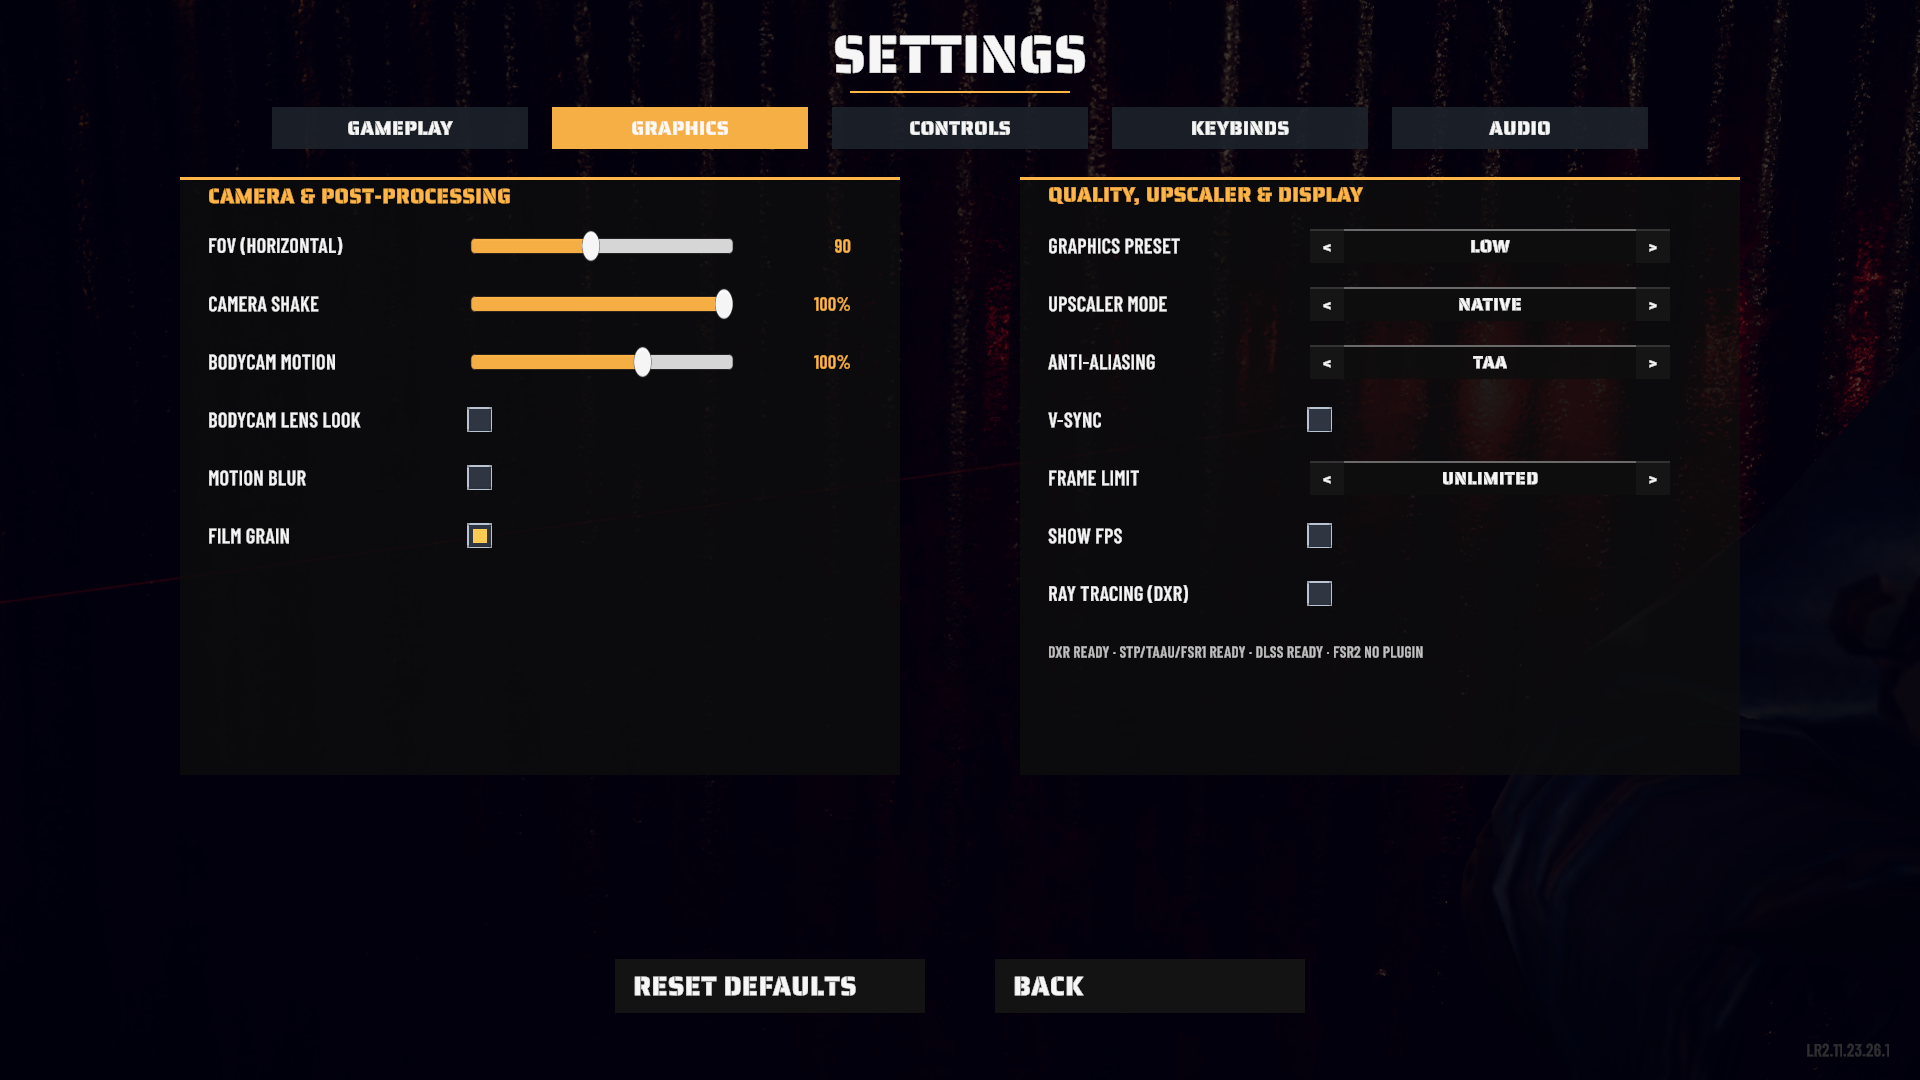 SETTINGS
GAMEPLAY
GRAPHICS
CONTROLS
KEYBINDS
AUDIO
CAMERA & POST-PROCESSING
FOV (HORIZONTAL)
90
CAMERA SHAKE
100%
BODYCAM MOTION
100%
BODYCAM LENS LOOK
MOTION BLUR
FILM GRAIN
QUALITY, UPSCALER & DISPLAY
GRAPHICS PRESET
< LOW >
UPSCALER MODE
< NATIVE >
ANTI-ALIASING
< TAA >
V-SYNC
FRAME LIMIT
< UNLIMITED >
SHOW FPS
RAY TRACING (DXR)
DXR READY · STP/TAAU/FSR1 READY · DLSS READY · FSR2 NO PLUGIN
RESET DEFAULTS
BACK
LR2.11.23.26.1